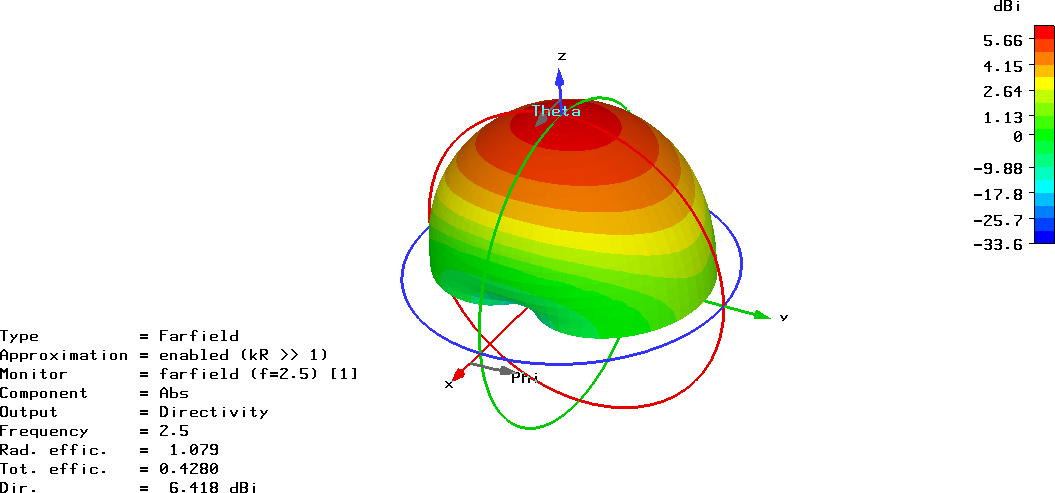 dBi
5.66
4.15
2.64
1.13
0
-9.88
-17.8
-25.7
-33.6
z
Theta
y
x
Phi
Type = Farfield
Approximation = enabled (kR >> 1)
Monitor = farfield (f=2.5) [1]
Component = Abs
Output = Directivity
Frequency = 2.5
Rad. effic. = 1.079
Tot. effic. = 0.4280
Dir. = 6.418 dBi